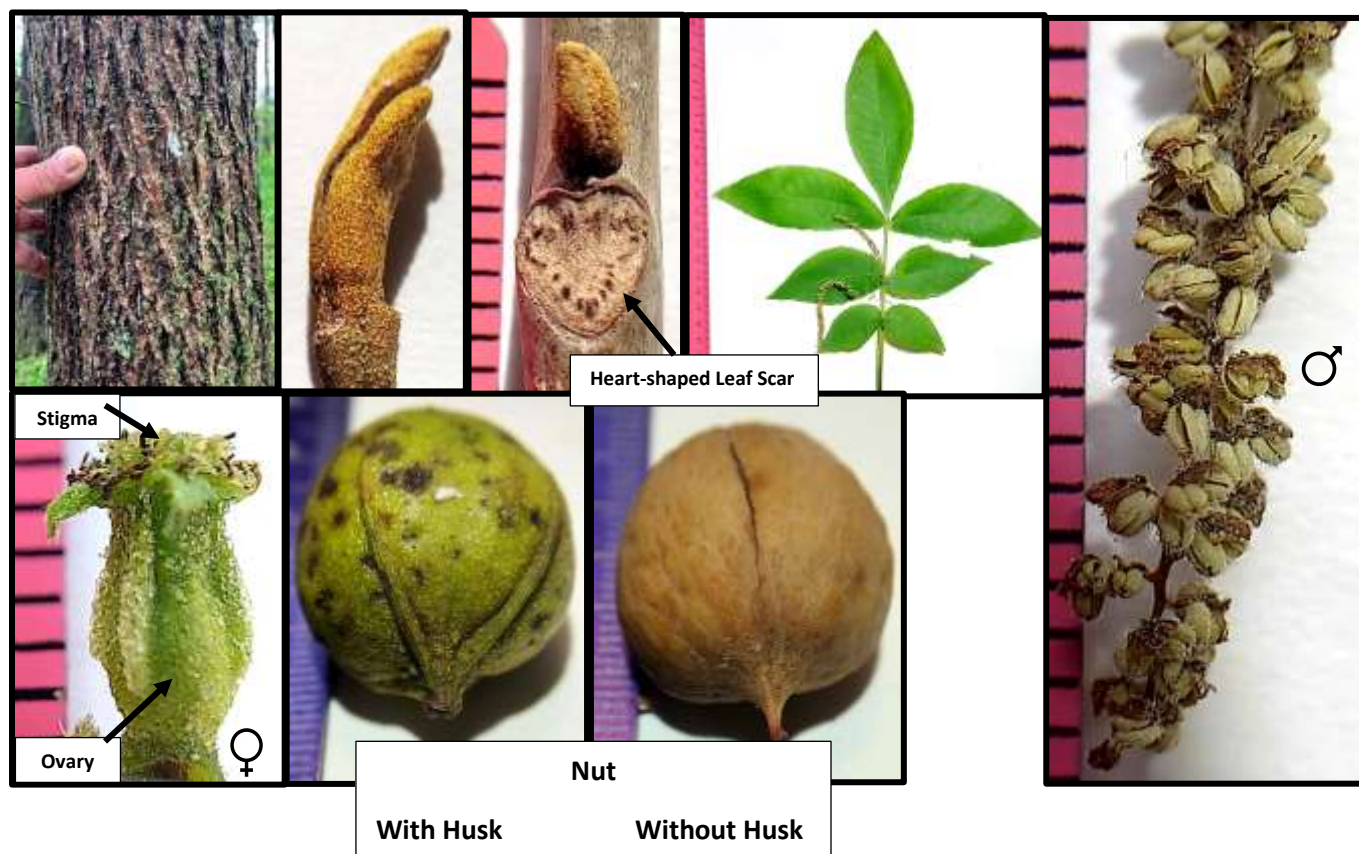 Heart-shaped Leaf Scar
Stigma
Ovary
♀
♂
Nut
With Husk
Without Husk